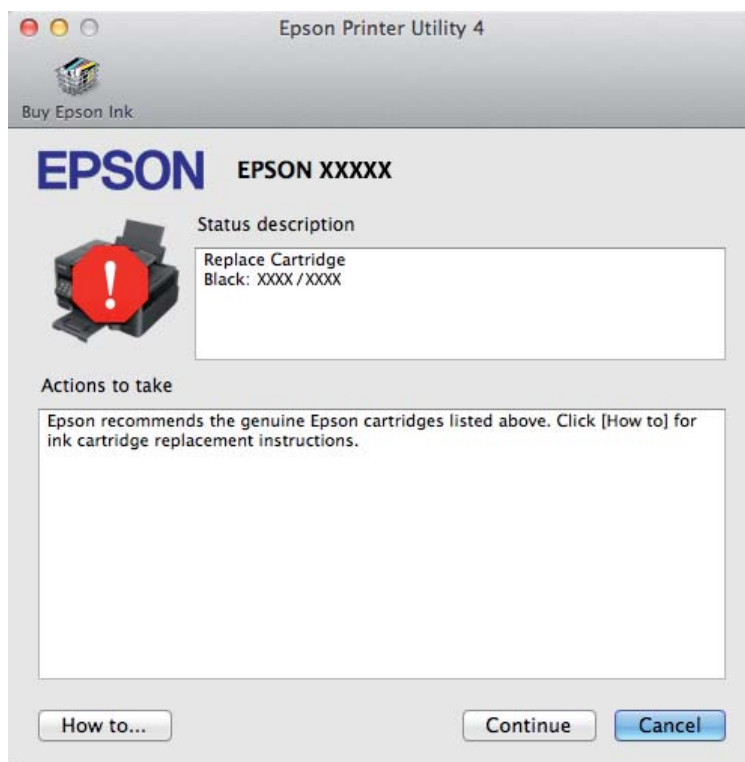 Epson Printer Utility 4
Buy Epson Ink
EPSON EPSON XXXXX
Status description
Replace Cartridge
Black: XXXX/XXXX
Actions to take
Epson recommends the genuine Epson cartridges listed above. Click [How to] for
ink cartridge replacement instructions.
How to... Continue Cancel